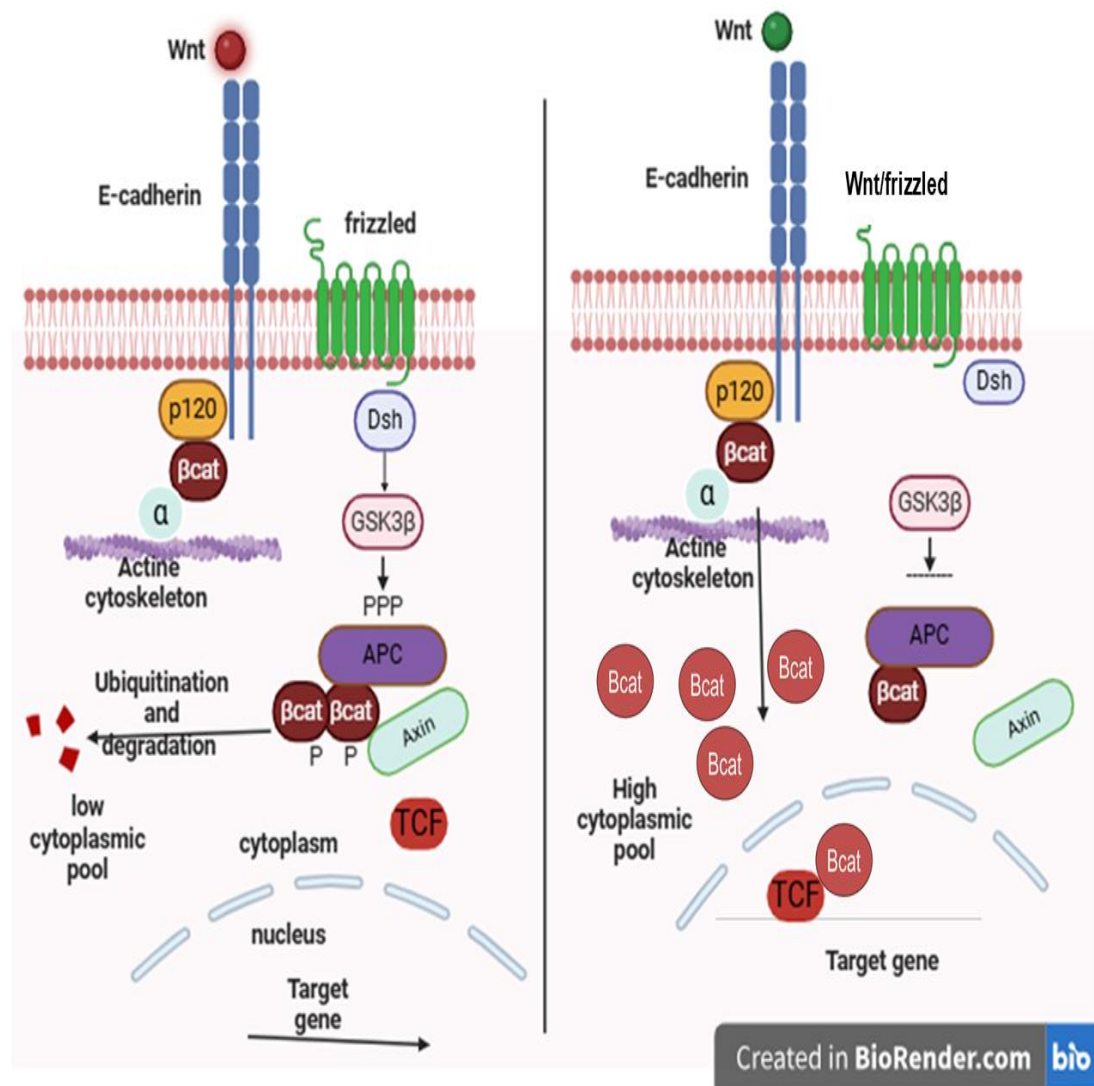 Wnt
E-cadherin
frizzled
p120
βcat
α
Actine
cytoskeleton
Dsh
GSK3β
PPP
APC
βcat βcat
P P
Axin
Ubiquitination
and
degradation
low
cytoplasmic
pool
TCF
cytoplasm
nucleus
Target
gene
Wnt
E-cadherin
Wnt/frizzled
p120
βcat
α
Actine
cytoskeleton
Dsh
GSK3β
APC
βcat
Axin
Bcat
Bcat
Bcat
Bcat
High
cytoplasmic
pool
Bcat
TCF
Target gene
Created in BioRender.com bio